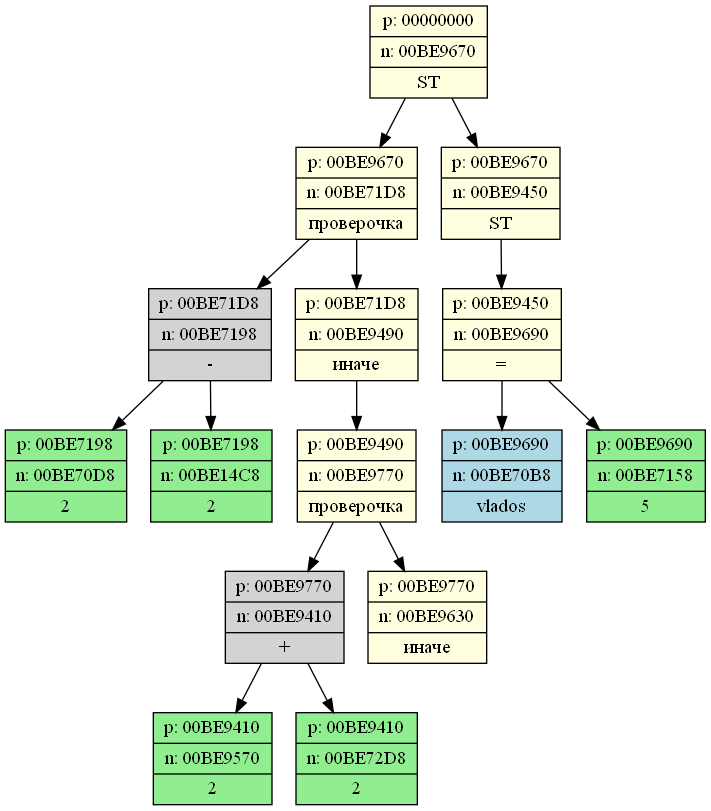 p: 00000000
n: 00BE9670
ST
p: 00BE9670
n: 00BE71D8
проверочка
p: 00BE9670
n: 00BE9450
ST
p: 00BE71D8
n: 00BE7198
-
p: 00BE71D8
n: 00BE9490
иначе
p: 00BE9450
n: 00BE9690
=
p: 00BE7198
n: 00BE70D8
2
p: 00BE7198
n: 00BE14C8
2
p: 00BE9490
n: 00BE9770
проверочка
p: 00BE9690
n: 00BE70B8
vlados
p: 00BE9690
n: 00BE7158
5
p: 00BE9770
n: 00BE9410
+
p: 00BE9770
n: 00BE9630
иначе
p: 00BE9410
n: 00BE9570
2
p: 00BE9410
n: 00BE72D8
2